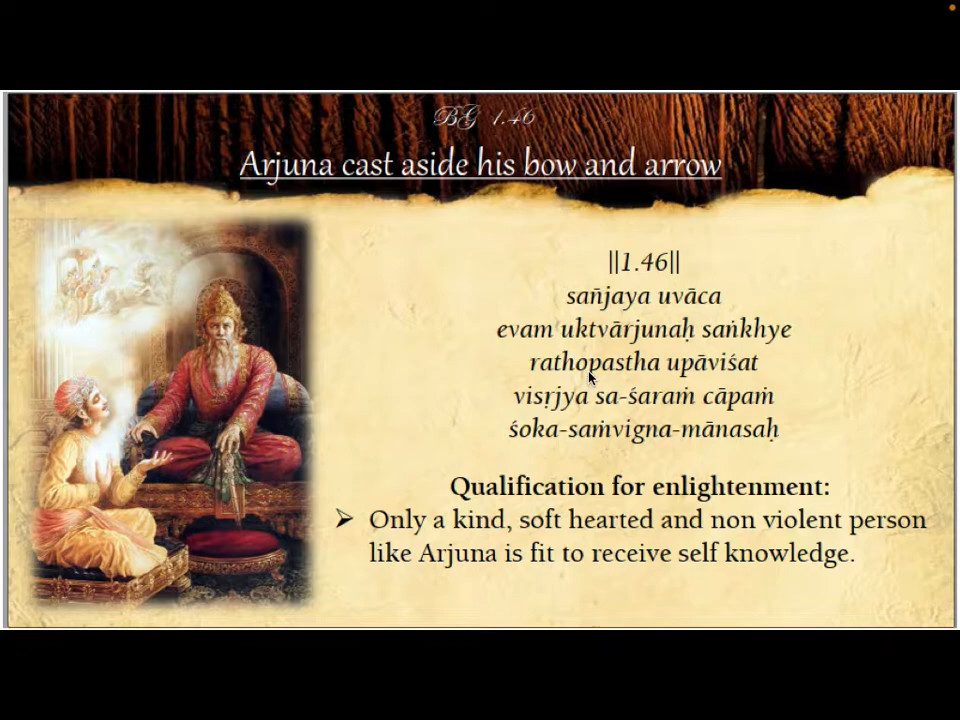 BG 1.46
Arjuna cast aside his bow and arrow
||1.46||
sañjaya uvāca
evam uktvārjunaḥ saṅkhye
rathopastha upāviśat
visṛjya sa-śaraṁ cāpaṁ
śoka-saṁvigna-mānasaḥ
Qualification for enlightenment:
➢ Only a kind, soft hearted and non violent person
like Arjuna is fit to receive self knowledge.